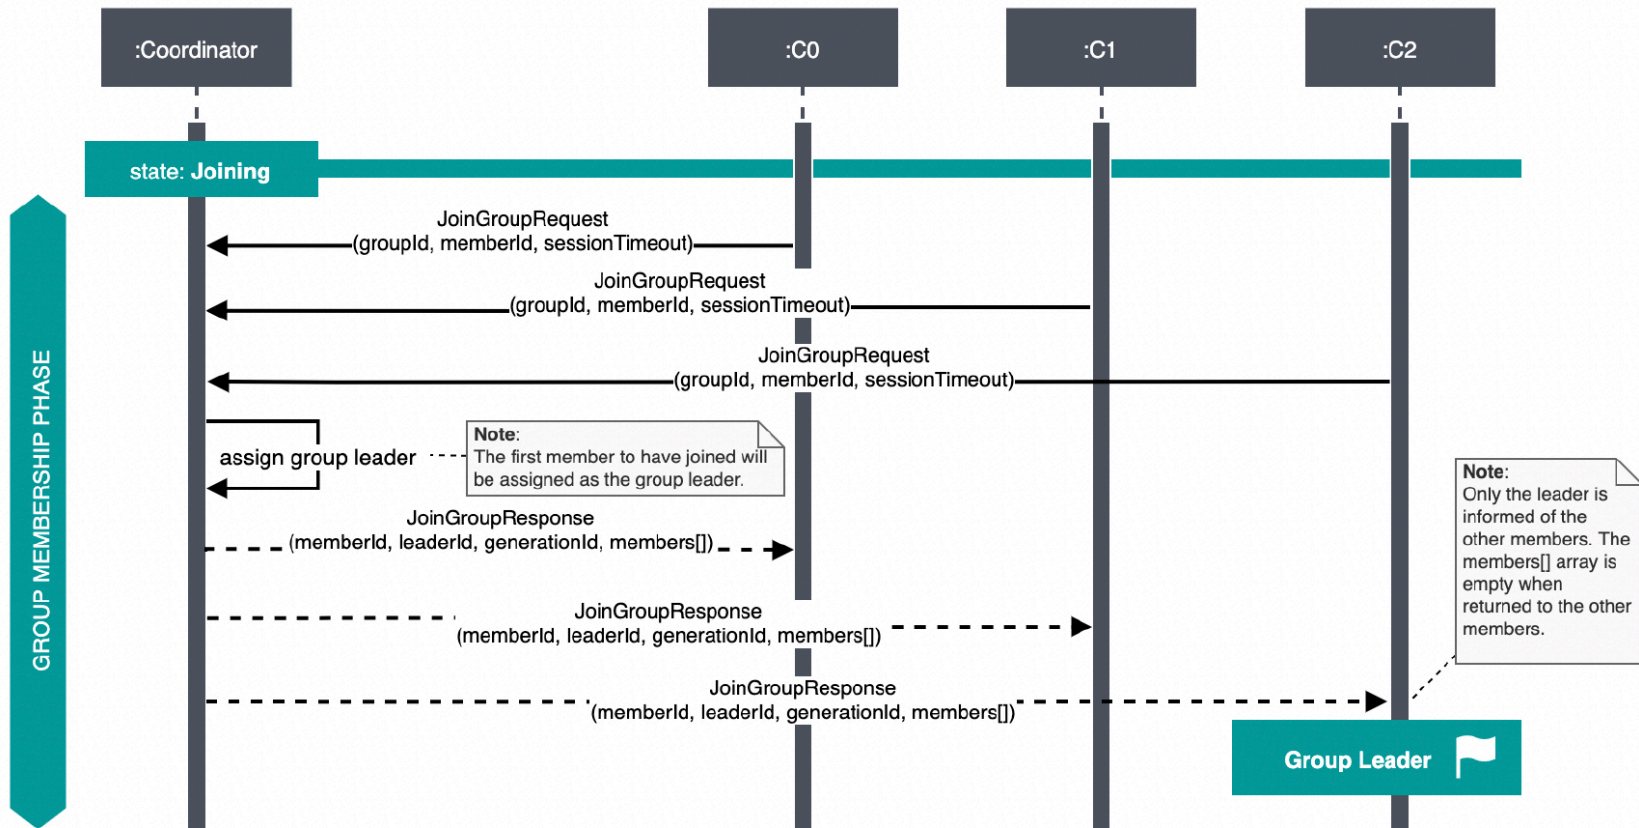 :Coordinator
:C0
:C1
:C2
state: Joining
GROUP MEMBERSHIP PHASE
JoinGroupRequest
(groupId, memberId, sessionTimeout)
JoinGroupRequest
(groupId, memberId, sessionTimeout)
JoinGroupRequest
(groupId, memberId, sessionTimeout)
assign group leader
Note:
The first member to have joined will
be assigned as the group leader.
JoinGroupResponse
(memberId, leaderId, generationId, members[])
JoinGroupResponse
(memberId, leaderId, generationId, members[])
JoinGroupResponse
(memberId, leaderId, generationId, members[])
Note:
Only the leader is
informed of the
other members. The
members[] array is
empty when
returned to the other
members.
Group Leader